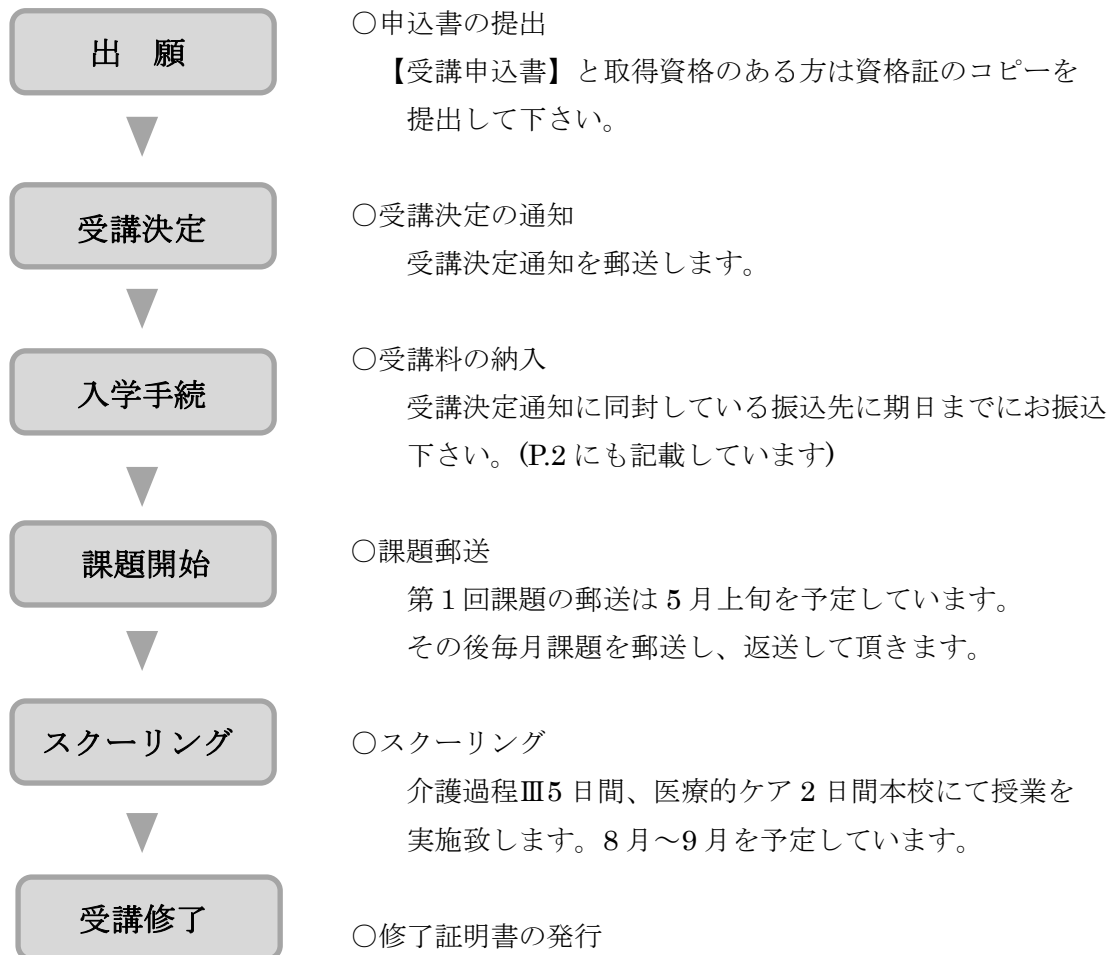 出　願
○申込書の提出
【受講申込書】と取得資格のある方は資格証のコピーを
提出して下さい。
受講決定
○受講決定の通知
受講決定通知を郵送します。
入学手続
○受講料の納入
受講決定通知に同封している振込先に期日までにお振込
下さい。(P.2 にも記載しています)
課題開始
○課題郵送
第１回課題の郵送は 5 月上旬を予定しています。
その後毎月課題を郵送し、返送して頂きます。
スクーリング
○スクーリング
介護過程Ⅲ5 日間、医療的ケア 2 日間本校にて授業を
実施致します。8 月～9 月を予定しています。
受講修了
○修了証明書の発行